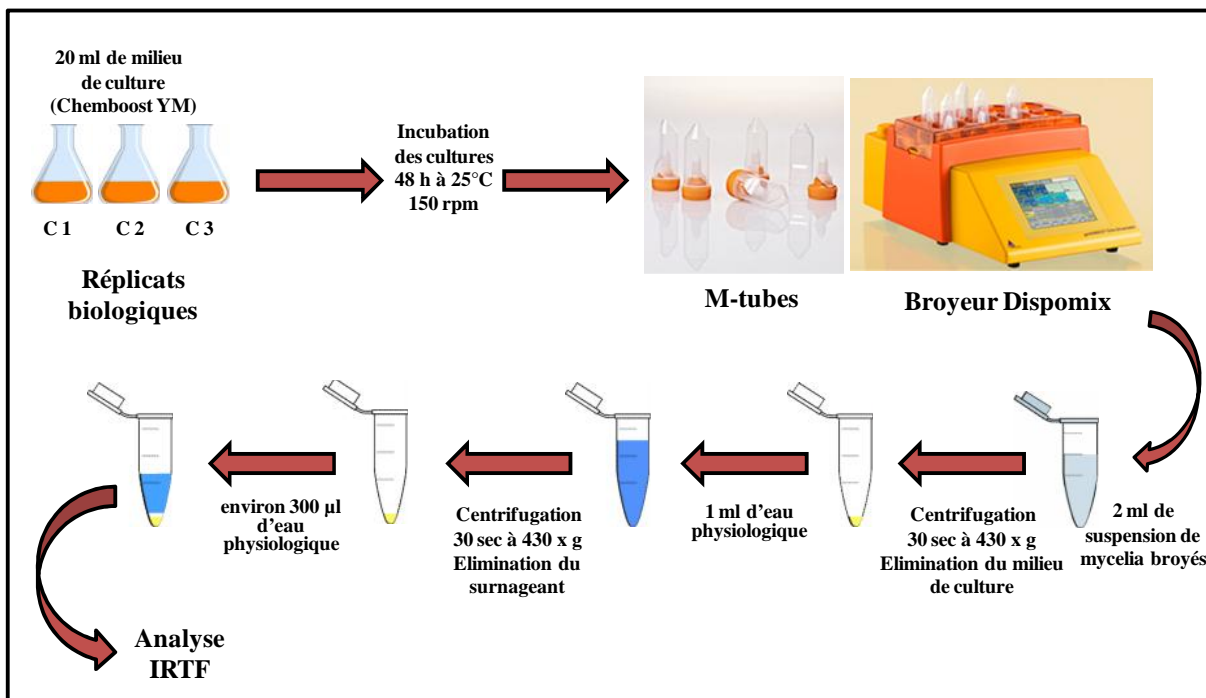 20 ml de milieu
de culture
(Chemboost YM)
C 1
C 2
C 3
Réplicats
biologiques
Incubation
des cultures
48 h à 25°C
150 rpm
M-tubes
Broyeur Dispomix
2 ml de
suspension de
mycelia broyés
Centrifugation
30 sec à 430 x g
Elimination du milieu
de culture
1 ml d'eau
physiologique
Centrifugation
30 sec à 430 x g
Elimination du
surnageant
environ 300 µl
d'eau
physiologique
Analyse
IRTF